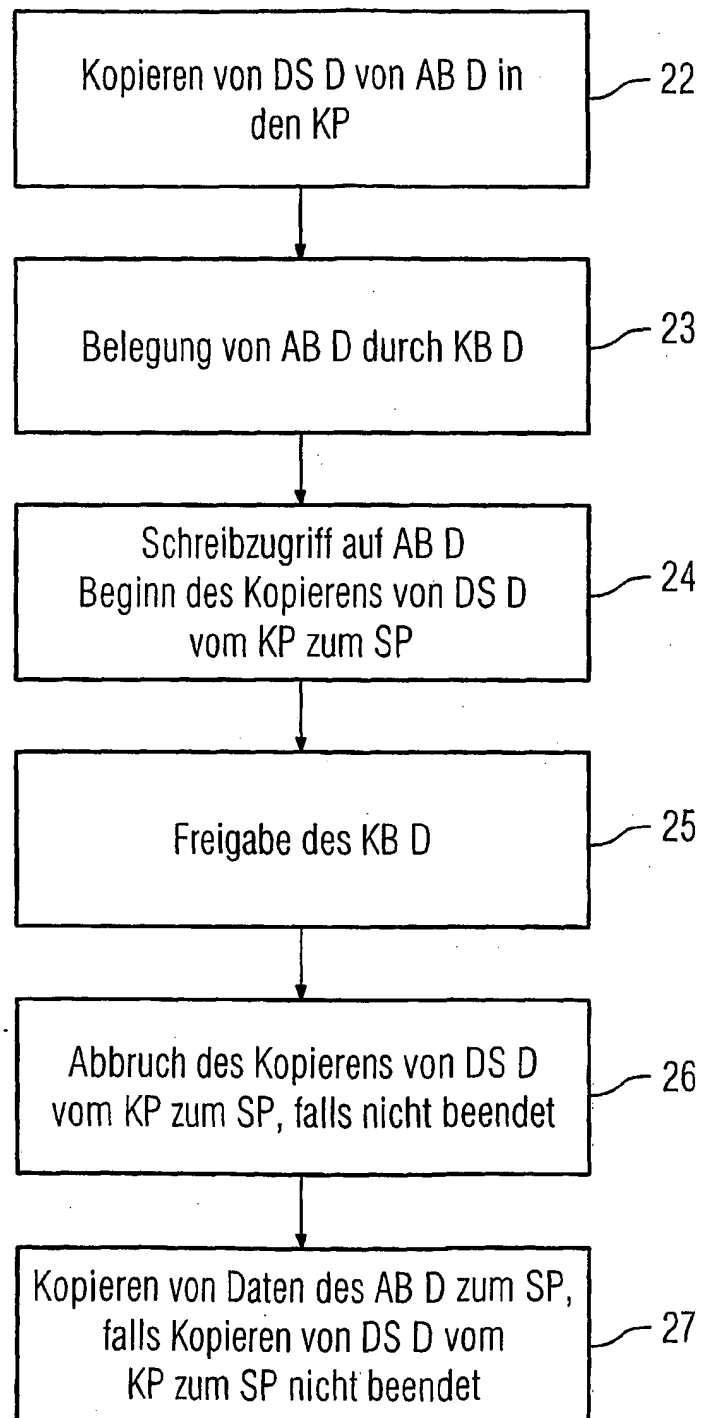 Kopieren von DS D von AB D in
den KP
22
Belegung von AB D durch KB D
23
Schreibzugriff auf AB D
Beginn des Kopierens von DS D
vom KP zum SP
24
Freigabe des KB D
25
Abbruch des Kopierens von DS D
vom KP zum SP, falls nicht beendet
26
Kopieren von Daten des AB D zum SP,
falls Kopieren von DS D vom
KP zum SP nicht beendet
27